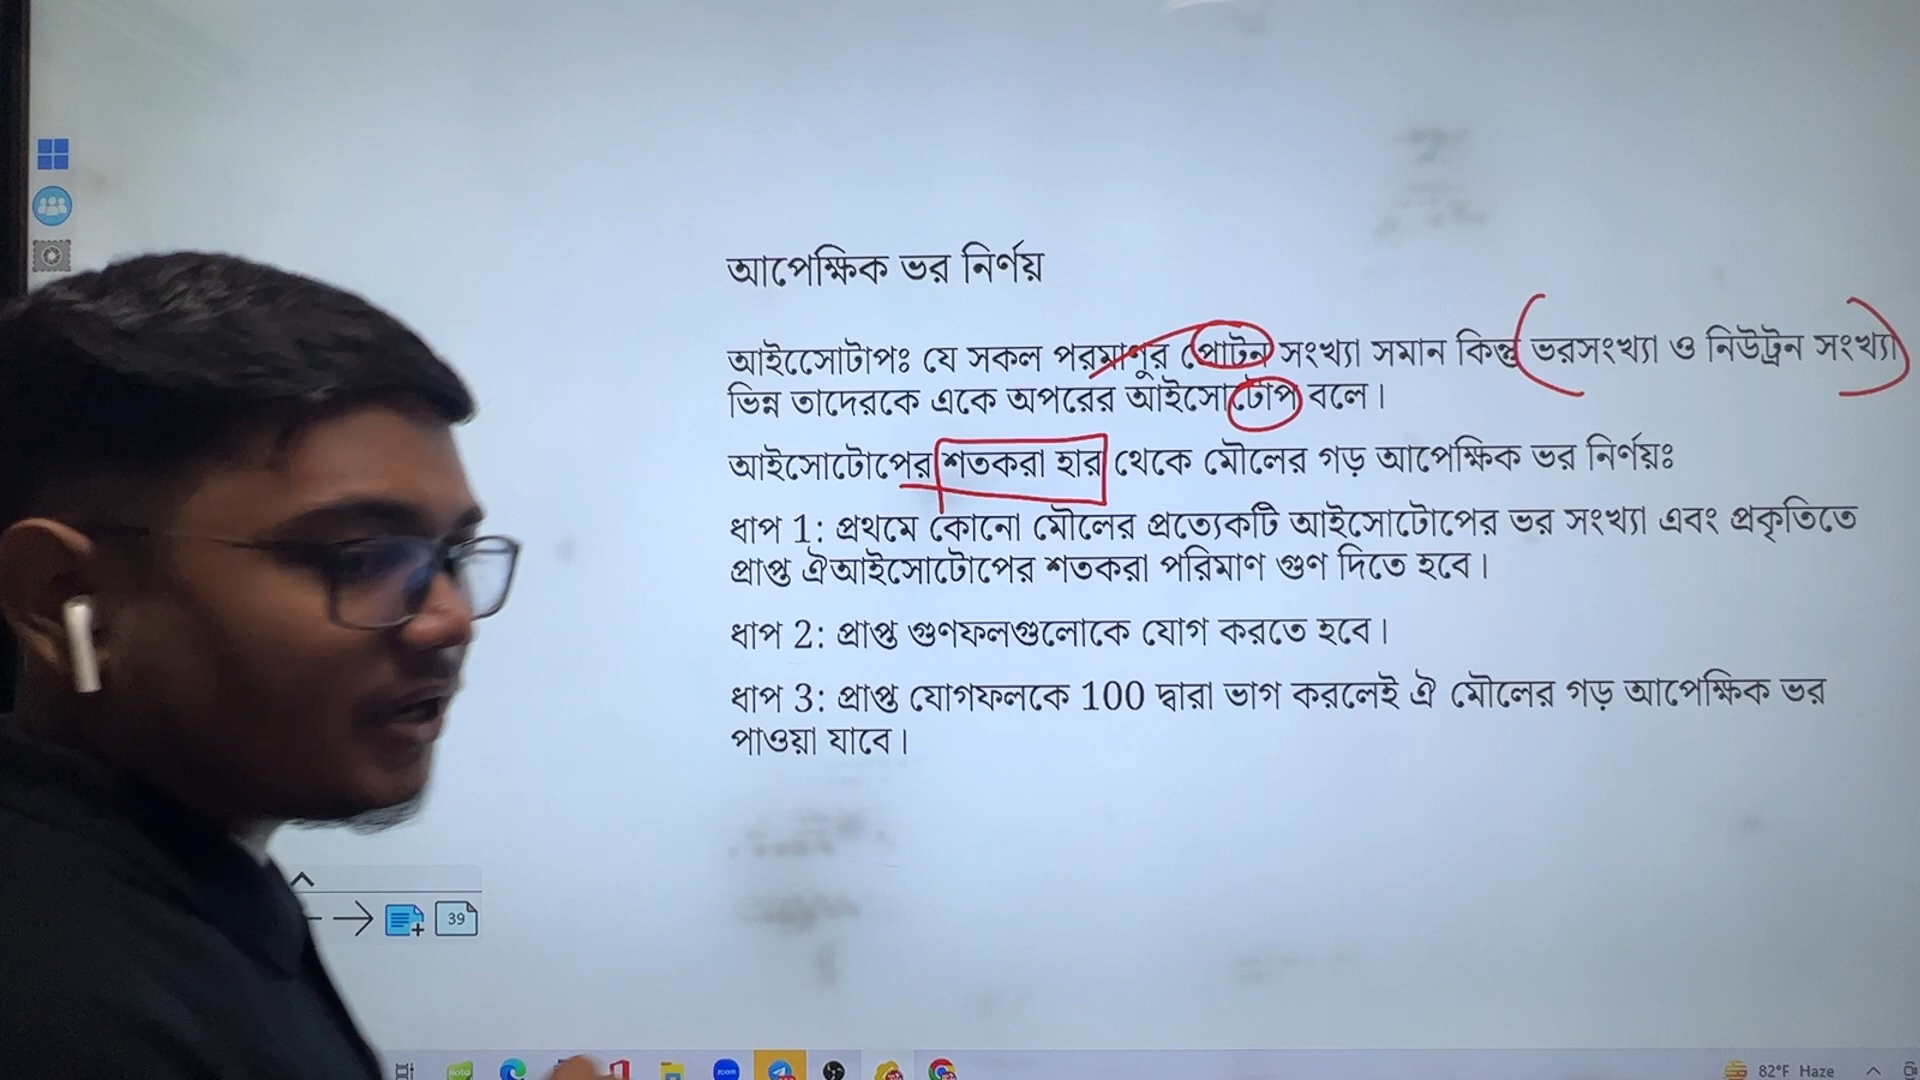 আপেক্ষিক ভর নির্ণয়
আইসোেটাপঃ যে সকল পরমাণুর পোটন সংখ্যা সমান কিন্তু ভরসংখ্যা ও নিউট্রন সংখ্যা
ভিন্ন তাদেরকে একে অপরের আইসোটোপ বলে।
আইসোটোপের শতকরা হার থেকে মৌলের গড় আপেক্ষিক ভর নির্ণয়ঃ
ধাপ 1: প্রথমে কোনো মৌলের প্রত্যেকটি আইসোটোপের ভর সংখ্যা এবং প্রকৃতিতে
প্রাপ্ত ঐআইসোটোপের শতকরা পরিমাণ গুণ দিতে হবে।
ধাপ 2: প্রাপ্ত গুণফলগুলোকে যোগ করতে হবে।
ধাপ 3: প্রাপ্ত যোগফলকে 100 দ্বারা ভাগ করলেই ঐ মৌলের গড় আপেক্ষিক ভর
পাওয়া যাবে।
39
zoom
82°F Haze